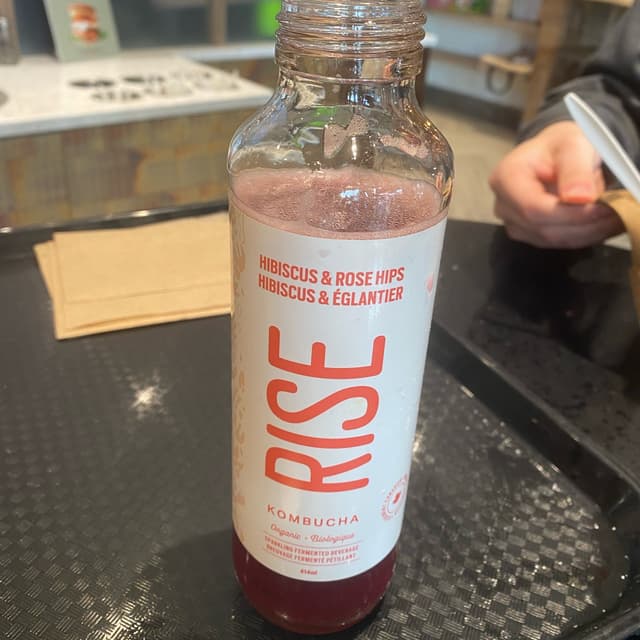 HIBISCUS & ROSE HIPS
HIBISCUS & ÉGLANTIER
RISE
KOMBUCHA
Organic • Biologique
SPARKLING FERMENTED BEVERAGE
BREUVAGE FERMENTÉ PÉTILLANT
414ml